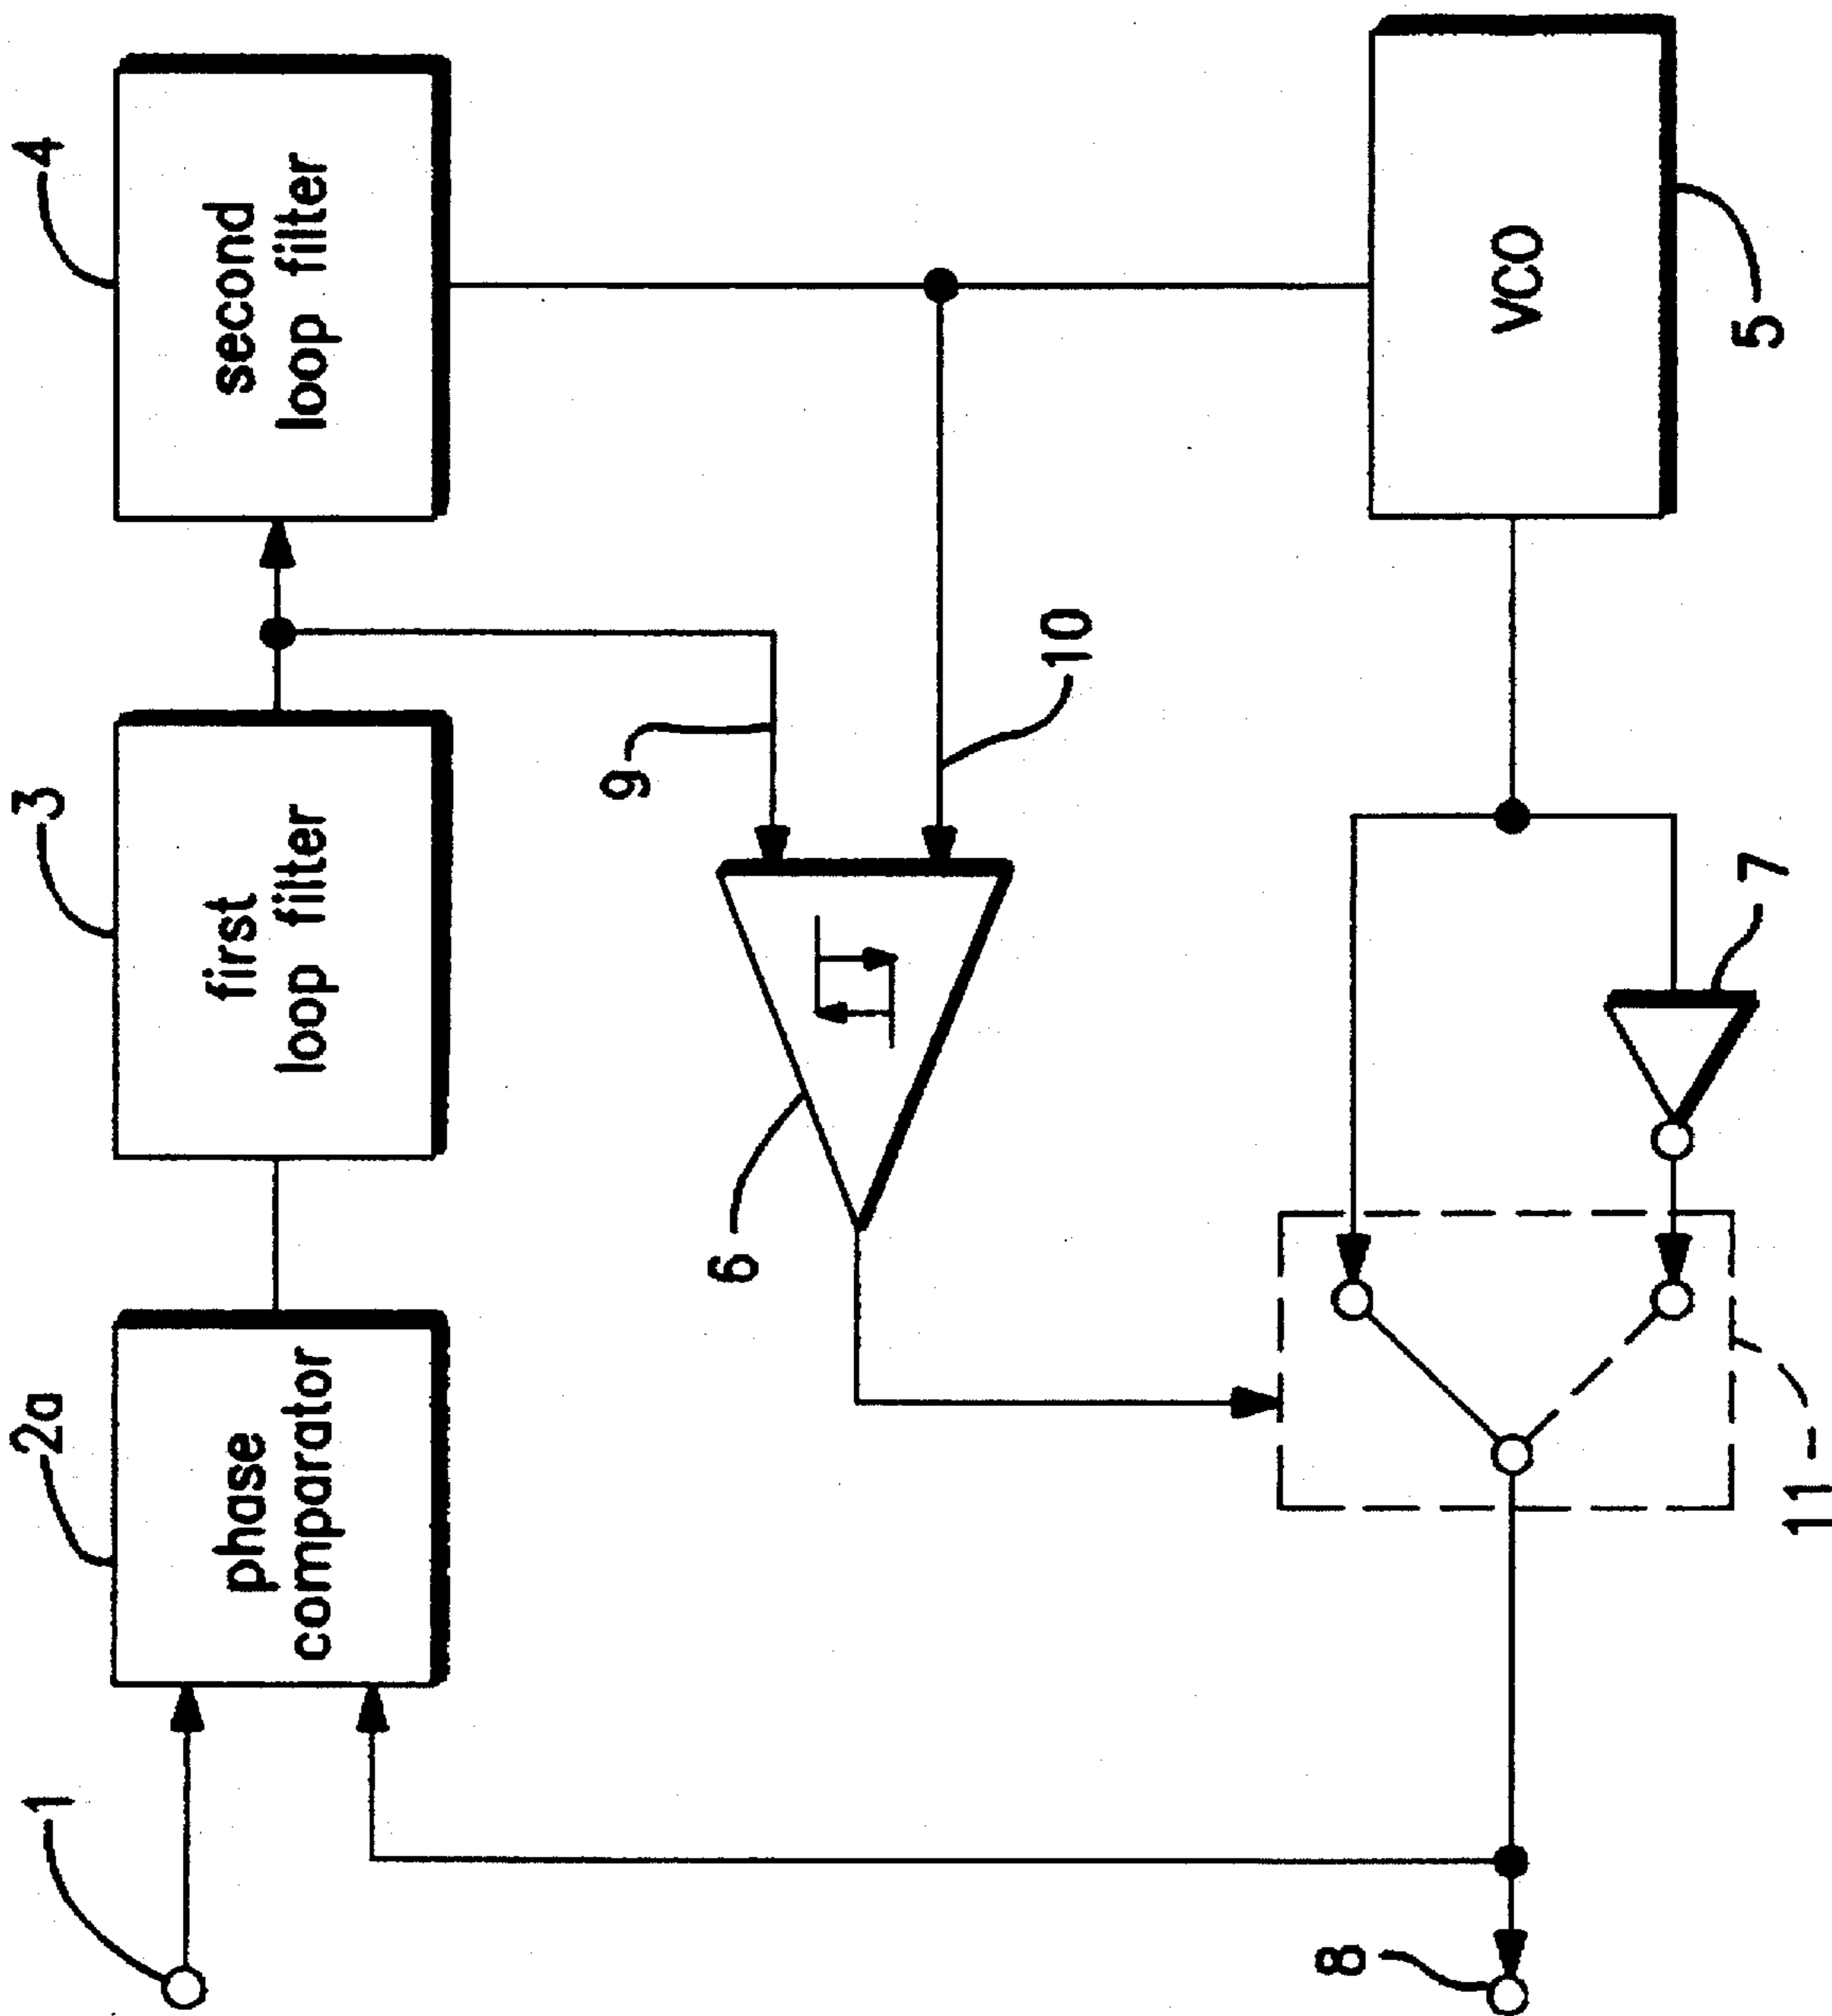 1
2a
phase
comparator
3
first
loop filter
4
second
loop filter
9
10
6
VCO
5
7
11
8